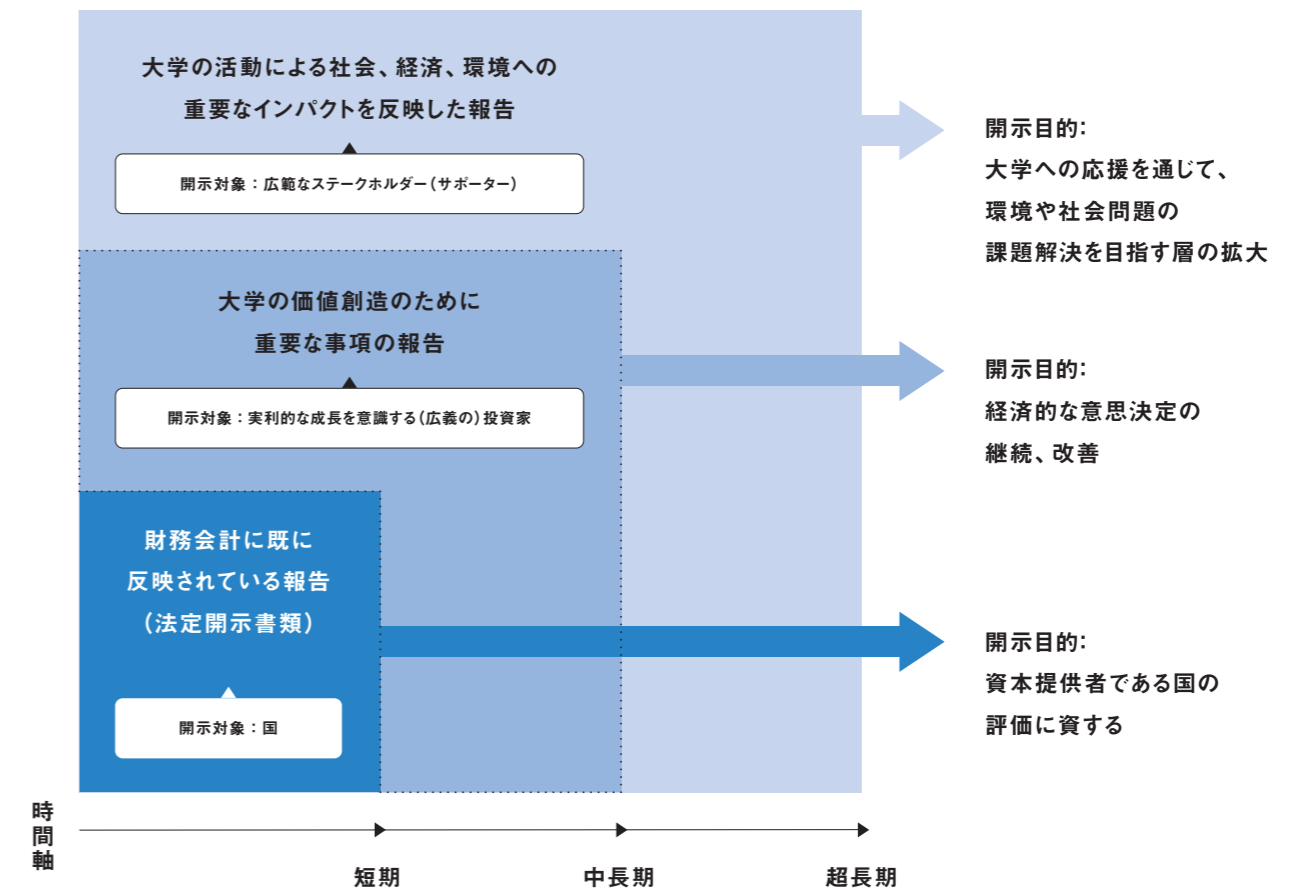 大学の活動による社会、経済、環境への
重要なインパクトを反映した報告
開示対象：広範なステークホルダー（サポーター）
開示目的：
大学への応援を通じて、
環境や社会問題の
課題解決を目指す層の拡大
大学の価値創造のために
重要な事項の報告
開示対象：実利的な成長を意識する（広義の）投資家
開示目的：
経済的な意思決定の
継続、改善
財務会計に既に
反映されている報告
（法定開示書類）
開示対象：国
開示目的：
資本提供者である国の
評価に資する
時間軸
短期
中長期
超長期